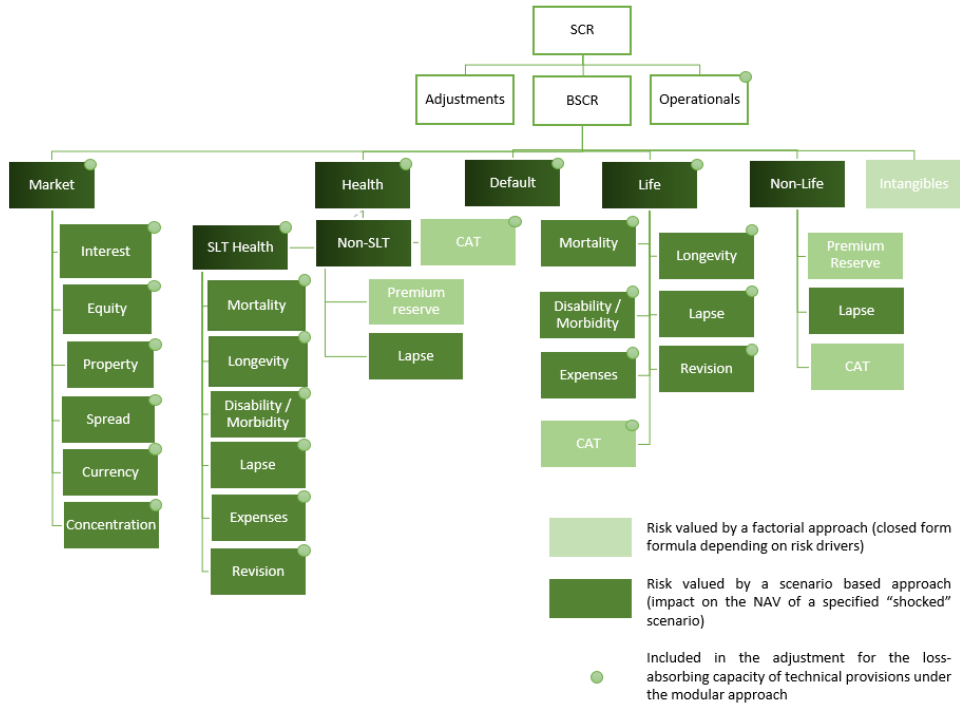 SCR
Adjustments
BSCR
Operationals
Market
Health
Default
Life
Non-Life
Intangibles
Interest
Equity
Property
Spread
Currency
Concentration
SLT Health
Non-SLT
CAT
Mortality
Longevity
Disability /
Morbidity
Lapse
Expenses
Revision
Premium
reserve
Lapse
Mortality
Longevity
Disability /
Morbidity
Lapse
Expenses
Revision
CAT
Premium
Reserve
Lapse
CAT
Risk valued by a factorial approach (closed form
formula depending on risk drivers)
Risk valued by a scenario based approach
(impact on the NAV of a specified “shocked”
scenario)
Included in the adjustment for the loss-
absorbing capacity of technical provisions under
the modular approach